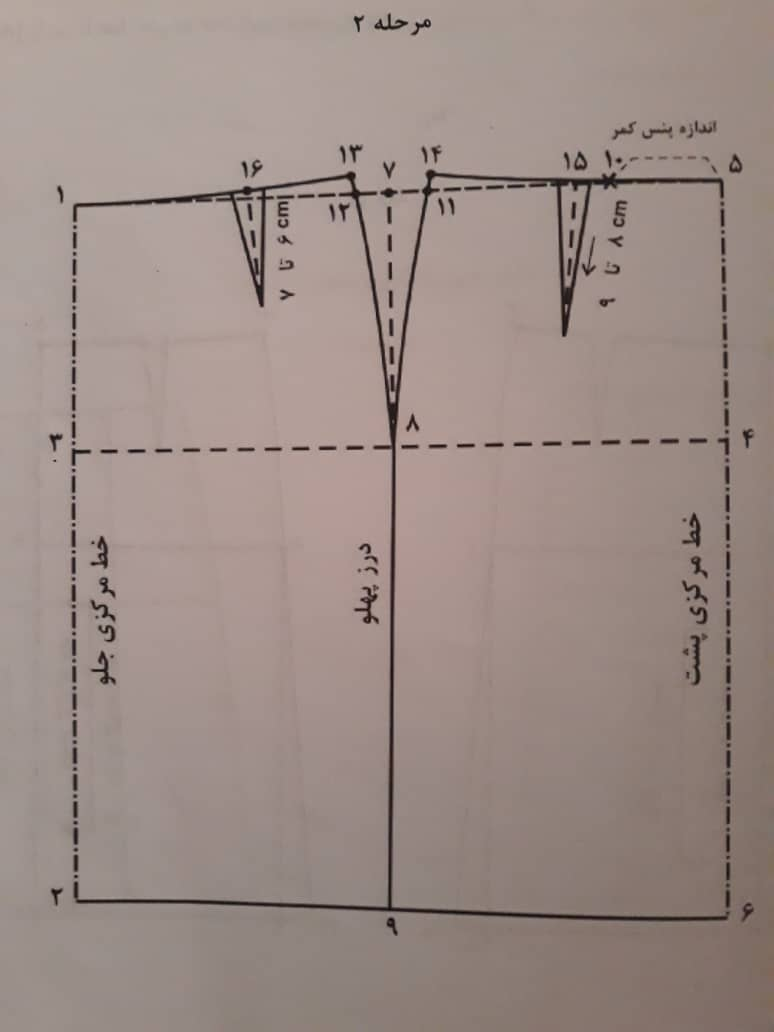 مرحله ۲
اندازه پنس کمر
۵
۱۰
۱۵
۱۴
۷
۱۳
۱۶
۱
۱۱
۱۲
۸ cm تا ۹
۶ cm تا ۷
۸
۴
۳
خط مرکزی پشت
درز پهلو
خط مرکزی جلو
۶
۹
۲